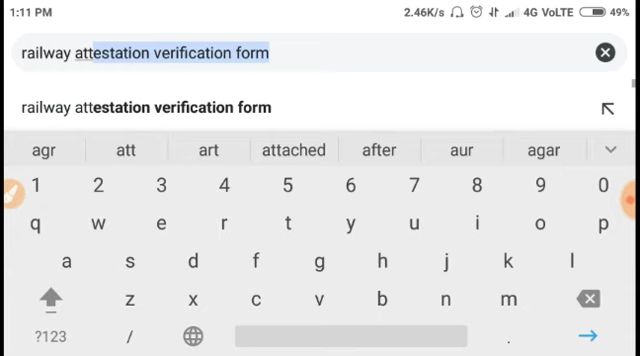 1:11 PM 2.46K/s 4G VoLTE 49%
railway attestation verification form
railway attestation verification form
agr att art attached after aur agar
1 2 3 4 5 6 7 8 9 0
q w e r t y u i o p
a s d f g h j k l
z x c v b n m
?123 / .